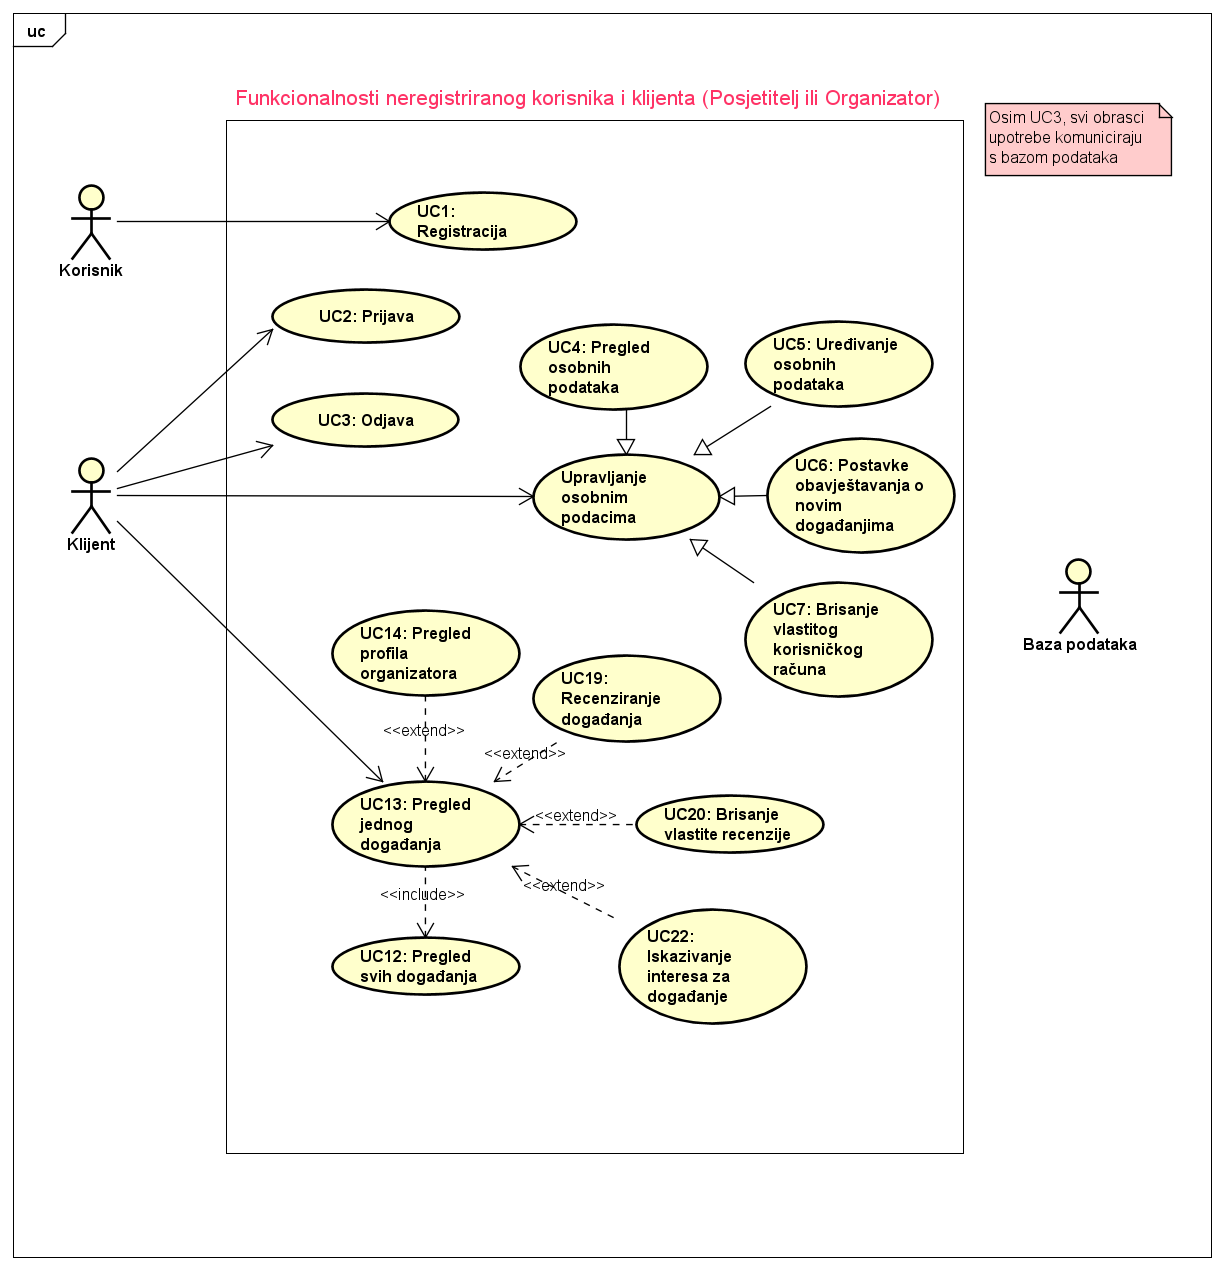 uc
Funkcionalnosti neregistriranog korisnika i klijenta (Posjetitelj ili Organizator)
Osim UC3, svi obrasci
upotrebe komuniciraju
s bazom podataka
Korisnik
UC1:
Registracija
UC2: Prijava
UC3: Odjava
UC4: Pregled
osobnih
podataka
UC5: Uređivanje
osobnih
podataka
Klijent
Upravljanje
osobnim
podacima
UC6: Postavke
obavještavanja o
novim
događanjima
UC7: Brisanje
vlastitog
korisničkog
računa
Baza podataka
UC14: Pregled
profila
organizatora
UC19:
Recenziranje
događanja
<<extend>>
<<extend>>
UC13: Pregled
jednog
događanja
<<extend>>
UC20: Brisanje
vlastite recenzije
<<include>>
<<extend>>
UC12: Pregled
svih događanja
UC22:
Iskazivanje
interesa za
događanje